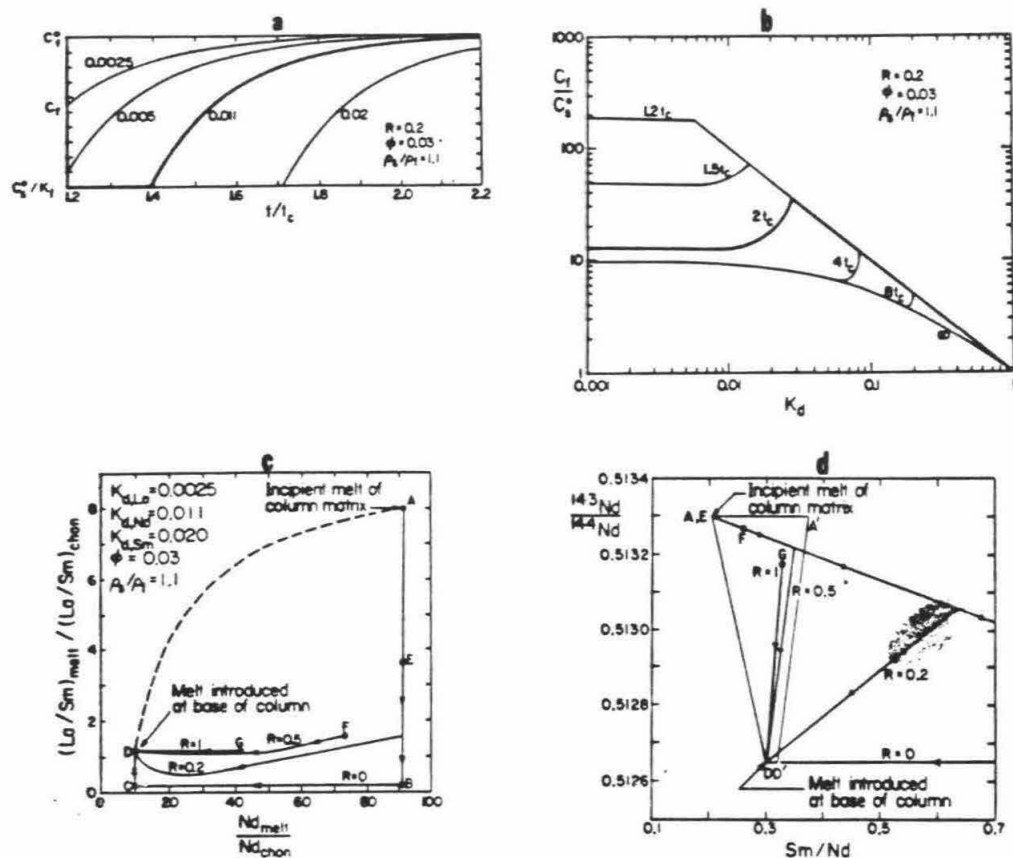 a
C_f^o
0.0025
C_f
0.005
0.011
0.02
R=0.2
ϕ=0.03
ρ_s/ρ_f=1.1
C_s^o/K_f
1.2
1.4
1.6
1.8
2.0
2.2
t/t_c
b
1000
C_f
C_s^o
R=0.2
ϕ=0.03
ρ_s/ρ_f=1.1
1.2t_c
100
1.5t_c
2t_c
10
4t_c
8t_c
∞
1
0.001
0.01
0.1
1
K_d
c
K_d,La=0.0025
K_d,Nd=0.011
K_d,Sm=0.020
ϕ=0.03
ρ_s/ρ_f=1.1
Incipient melt of
column matrix
A
(La/Sm)_melt / (La/Sm)_chon
8
6
4
2
0
E
Melt introduced
at base of column
D
R=1
G
R=0.5
F
R=0.2
C
R=0
B
0
20
40
60
80
100
Nd_melt
Nd_chon
d
0.5134
143Nd
144Nd
Incipient melt of
column matrix
A,E
A'
F
0.5132
G
R=1
R=0.5
0.5130
R=0.2
0.5128
R=0
0.5126
DD'
Melt introduced
at base of column
0.1
0.3
0.5
0.7
Sm/Nd